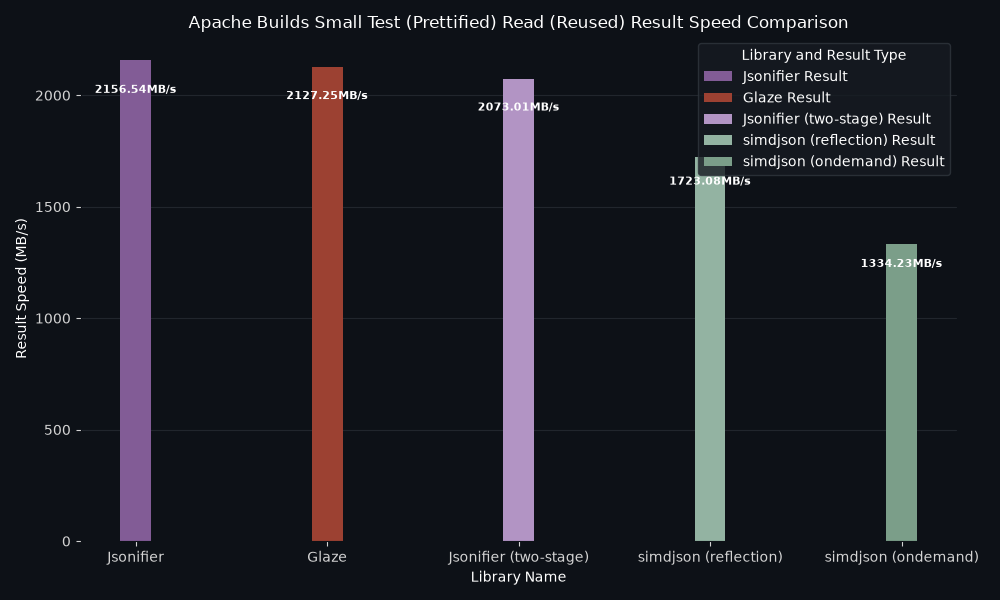 Apache Builds Small Test (Prettified) Read (Reused) Result Speed Comparison
Library and Result Type
Jsonifier Result
Glaze Result
Jsonifier (two-stage) Result
simdjson (reflection) Result
simdjson (ondemand) Result
2156.54MB/s
2127.25MB/s
2073.01MB/s
1723.08MB/s
1334.23MB/s
Result Speed (MB/s)
2000
1500
1000
500
0
Jsonifier
Glaze
Jsonifier (two-stage)
simdjson (reflection)
simdjson (ondemand)
Library Name